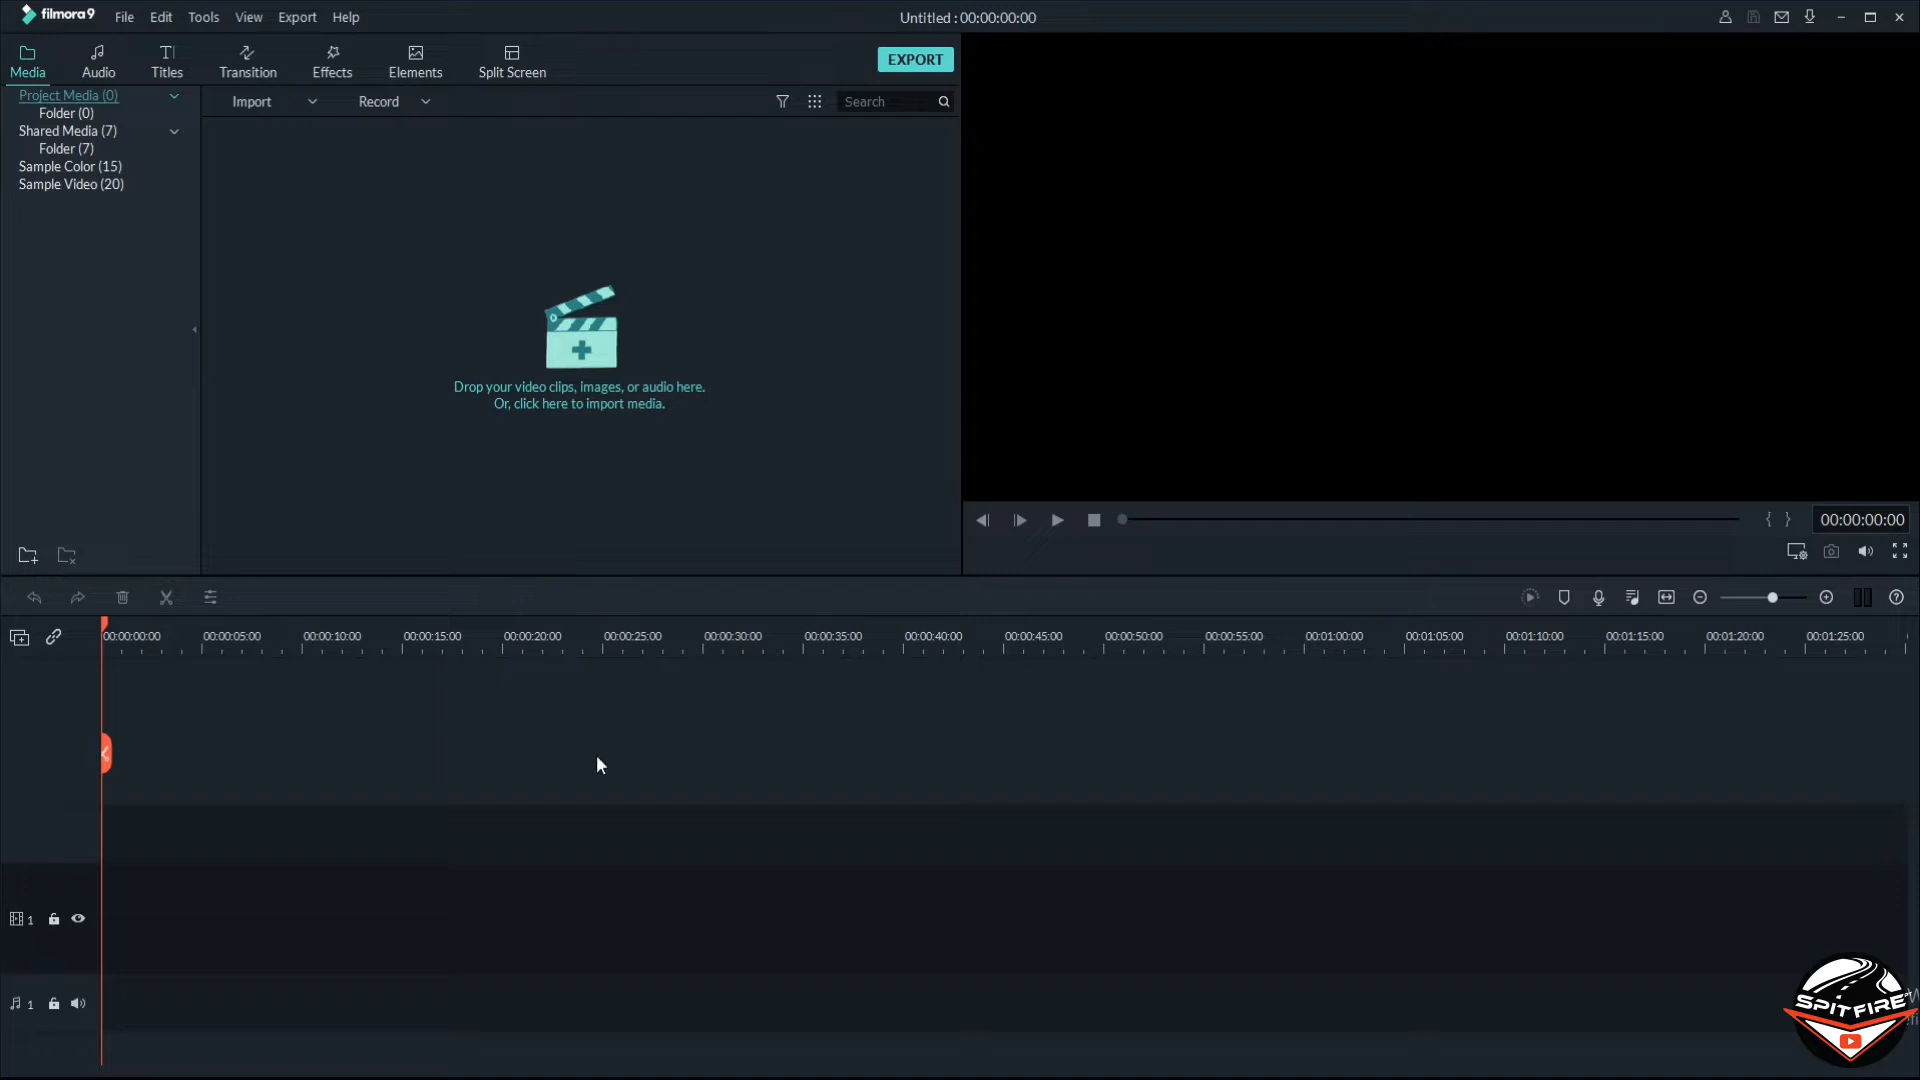 filmora9 File Edit Tools View Export Help Untitled : 00:00:00:00
Media Audio Titles Transition Effects Elements Split Screen EXPORT
Project Media (0)
Folder (0)
Shared Media (7)
Folder (7)
Sample Color (15)
Sample Video (20)
Import Record Search
Drop your video clips, images, or audio here.
Or, click here to import media.
00:00:00:00
00:00:00:00 00:00:05:00 00:00:10:00 00:00:15:00 00:00:20:00 00:00:25:00 00:00:30:00 00:00:35:00 00:00:40:00 00:00:45:00 00:00:50:00 00:00:55:00 00:01:00:00 00:01:05:00 00:01:10:00 00:01:15:00 00:01:20:00 00:01:25:00
1
1
SPITFIRE